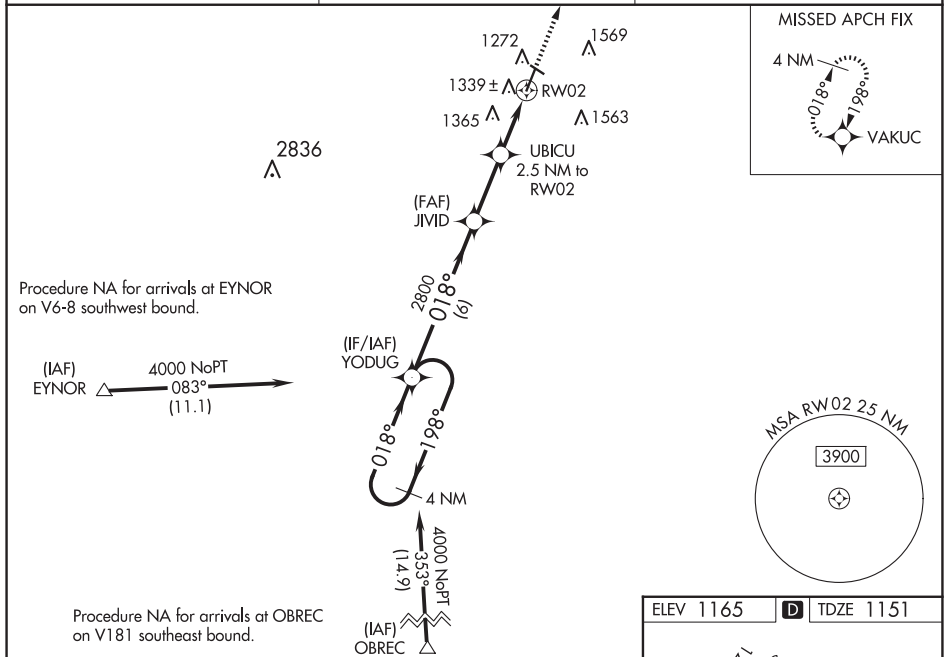 MISSED APCH FIX
4 NM
018°
198°
VAKUC
1272
1569
1339 ±
RW02
1365
1563
UBICU
2.5 NM to
RW02
2836
(FAF)
JIVID
2800
018°
(6)
Procedure NA for arrivals at EYNOR
on V6-8 southwest bound.
(IF/IAF)
YODUG
(IAF)
EYNOR
4000 NoPT
083°
(11.1)
018°
198°
4 NM
MSA RW02 25 NM
3900
4000 NoPT
353°
(14.9)
Procedure NA for arrivals at OBREC
on V181 southeast bound.
(IAF)
OBREC
ELEV 1165 D TDZE 1151